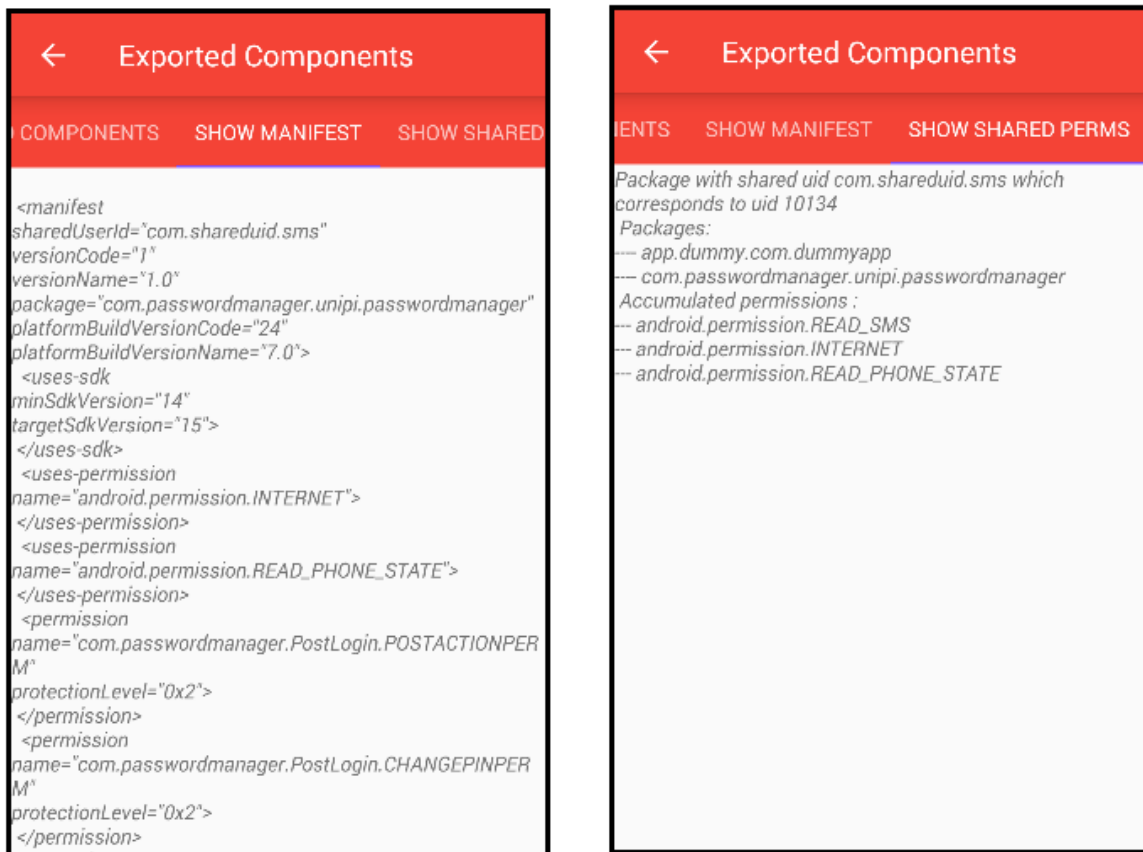 ← Exported Components
COMPONENTS SHOW MANIFEST SHOW SHARED
<manifest
sharedUserId="com.shareduid.sms"
versionCode="1"
versionName="1.0"
package="com.passwordmanager.unipi.passwordmanager"
platformBuildVersionCode="24"
platformBuildVersionName="7.0">
<uses-sdk
minSdkVersion="14"
targetSdkVersion="15">
</uses-sdk>
<uses-permission
name="android.permission.INTERNET">
</uses-permission>
<uses-permission
name="android.permission.READ_PHONE_STATE">
</uses-permission>
<permission
name="com.passwordmanager.PostLogin.POSTACTIONPER
M"
protectionLevel="0x2">
</permission>
<permission
name="com.passwordmanager.PostLogin.CHANGEPINPER
M"
protectionLevel="0x2">
</permission>
← Exported Components
IENTS SHOW MANIFEST SHOW SHARED PERMS
Package with shared uid com.shareduid.sms which
corresponds to uid 10134
Packages:
---- app.dummy.com.dummyapp
---- com.passwordmanager.unipi.passwordmanager
Accumulated permissions :
--- android.permission.READ_SMS
--- android.permission.INTERNET
--- android.permission.READ_PHONE_STATE